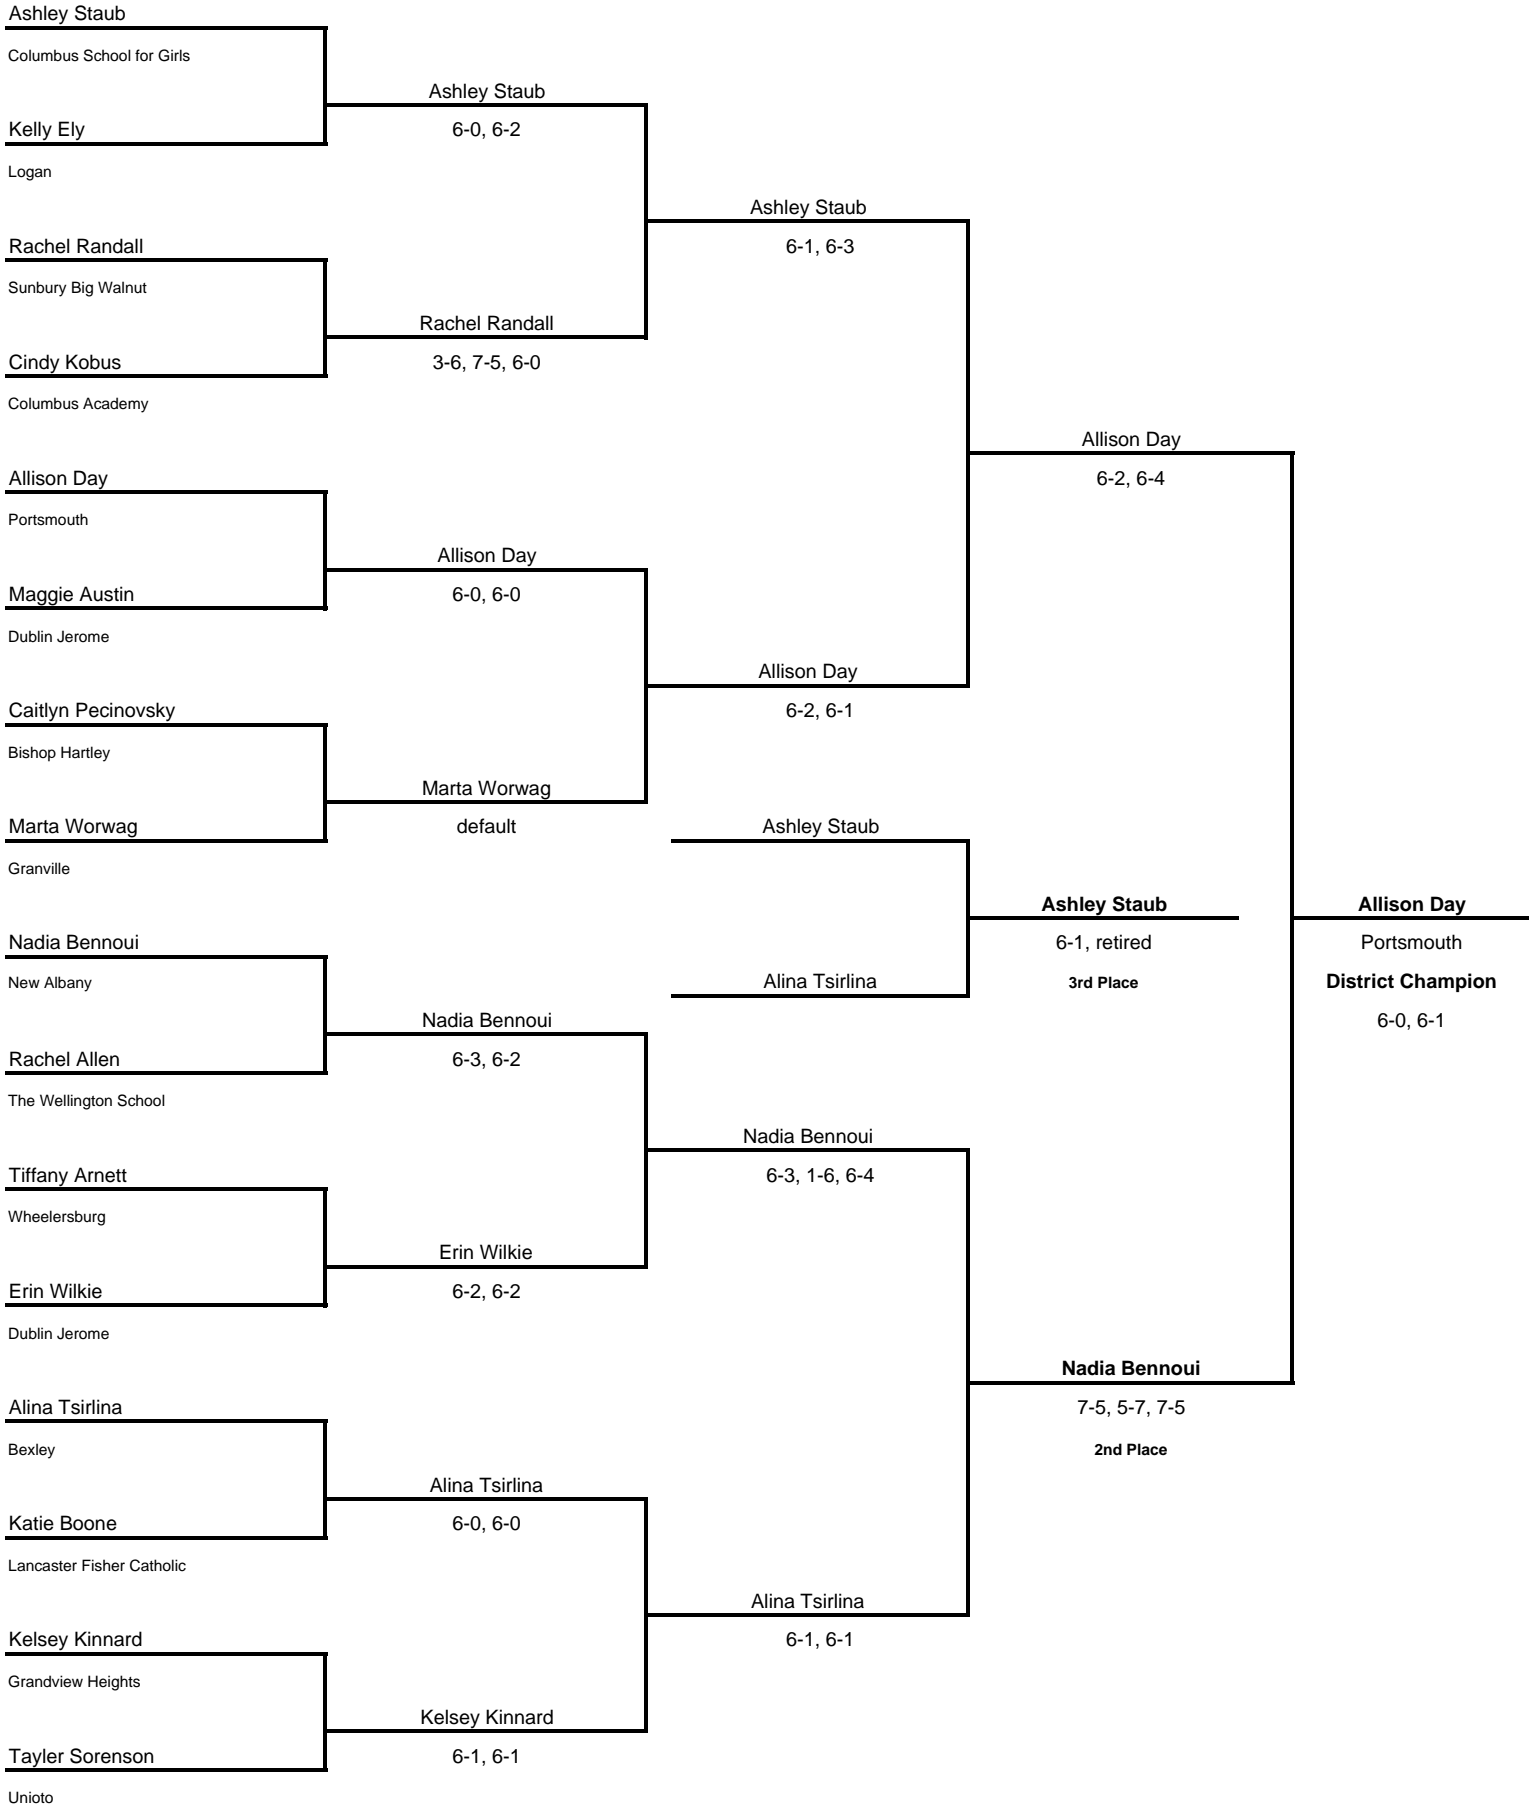 Ashley Staub
Columbus School for Girls
Ashley Staub
Kelly Ely
6-0, 6-2
Logan
Ashley Staub
Rachel Randall
6-1, 6-3
Sunbury Big Walnut
Rachel Randall
Cindy Kobus
3-6, 7-5, 6-0
Columbus Academy
Allison Day
Allison Day
6-2, 6-4
Portsmouth
Allison Day
Maggie Austin
6-0, 6-0
Dublin Jerome
Allison Day
Caitlyn Pecinovsky
6-2, 6-1
Bishop Hartley
Marta Worwag
Marta Worwag
default
Ashley Staub
Granville
Ashley Staub
Allison Day
Nadia Bennoui
6-1, retired
Portsmouth
New Albany
Alina Tsirlina
3rd Place
District Champion
Nadia Bennoui
6-0, 6-1
Rachel Allen
6-3, 6-2
The Wellington School
Nadia Bennoui
Tiffany Arnett
6-3, 1-6, 6-4
Wheelersburg
Erin Wilkie
Erin Wilkie
6-2, 6-2
Dublin Jerome
Nadia Bennoui
Alina Tsirlina
7-5, 5-7, 7-5
Bexley
2nd Place
Alina Tsirlina
Katie Boone
6-0, 6-0
Lancaster Fisher Catholic
Alina Tsirlina
Kelsey Kinnard
6-1, 6-1
Grandview Heights
Kelsey Kinnard
Tayler Sorenson
6-1, 6-1
Unioto